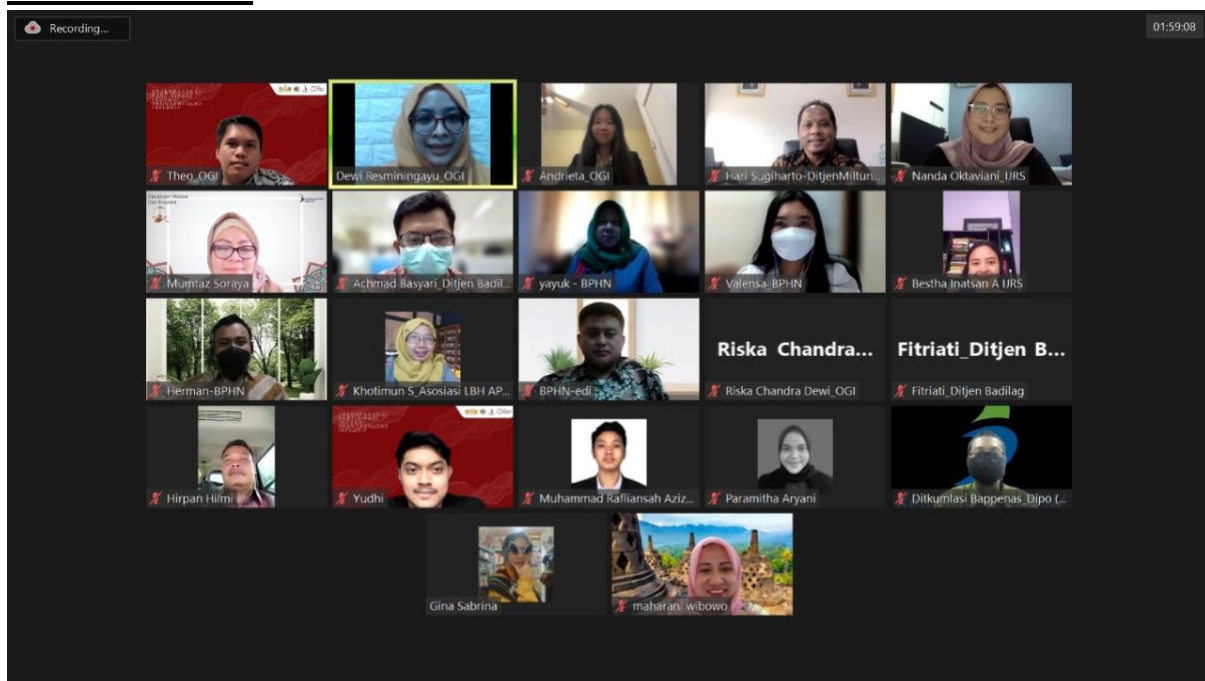 Recording...
01:59:08
Theo_OGI
Dewi Resminingayu_OGI
Andrieta_OGI
Hari Sugiharto-DitjenMiltun...
Nanda Oktaviani_IJRS
Mumtaz Soraya
Achmad Basyari_Ditjen Badil...
yayuk - BPHN
Valensa_BPHN
Bestha Inatsan A IJRS
Herman-BPHN
Khotimun S_Asosiasi LBH AP...
BPHN-edi
Riska Chandra...
Riska Chandra Dewi_OGI
Fitriati_Ditjen B...
Fitriati_Ditjen Badilag
Hirpan Hilmi
Yudhi
Muhammad Rafliansah Aziz...
Paramitha Aryani
Ditkumlasi Bappenas_Dipo (...
Gina Sabrina
maharani wibowo